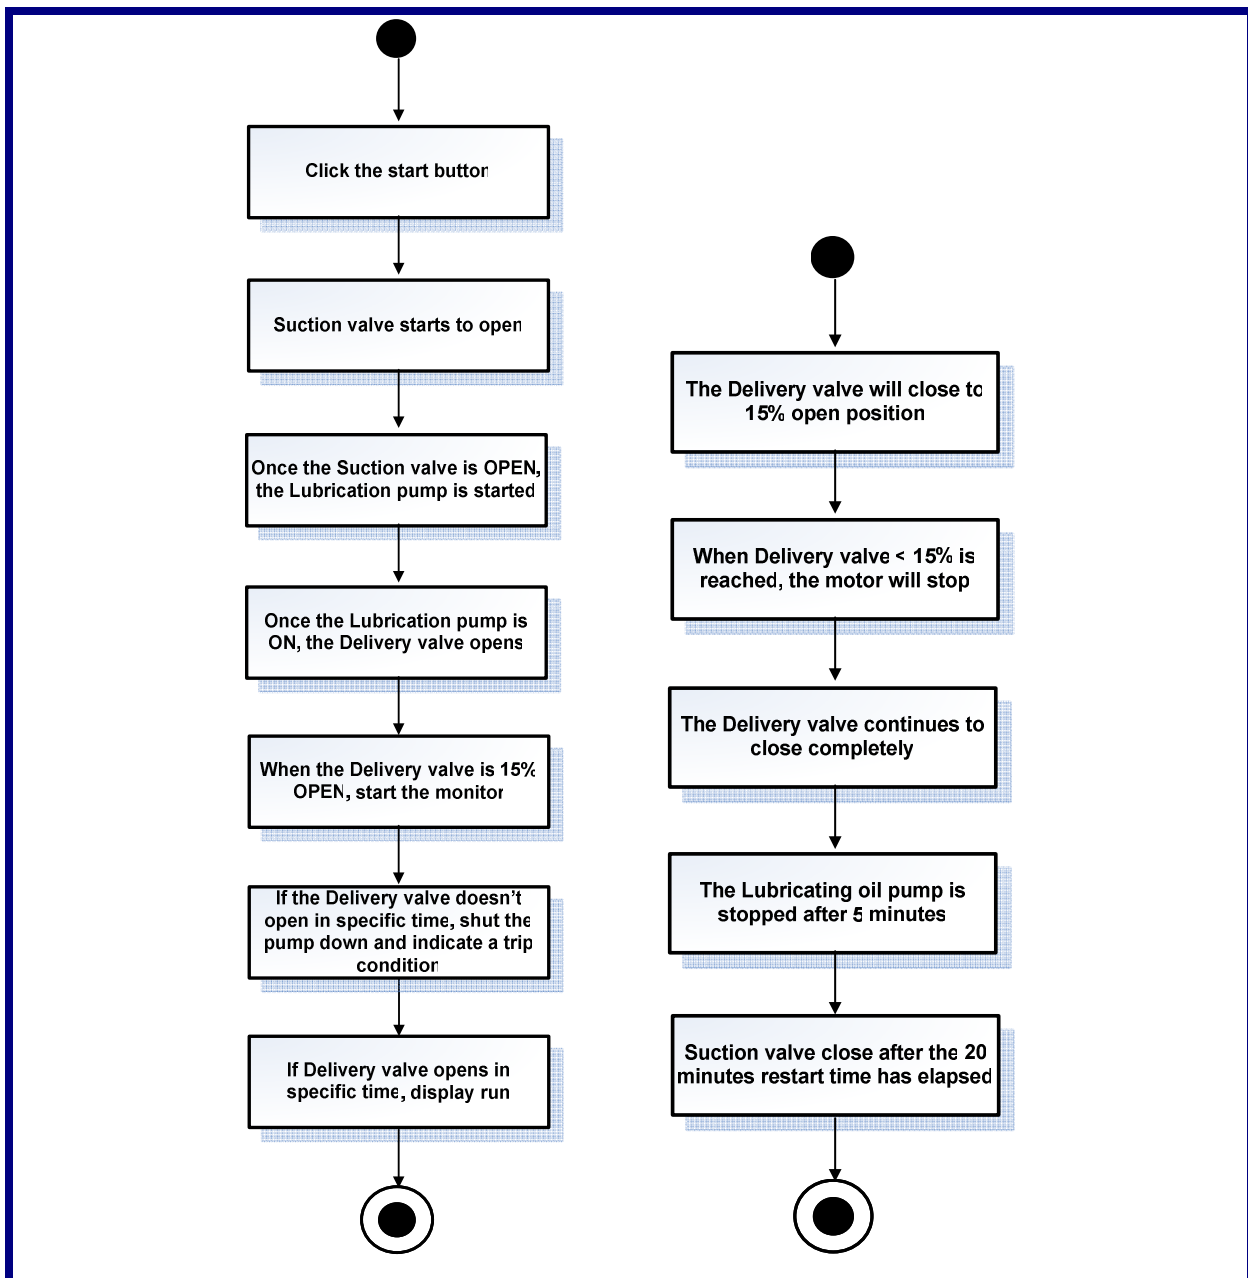 Click the start button
Suction valve starts to open
Once the Suction valve is OPEN,
the Lubrication pump is started
Once the Lubrication pump is
ON, the Delivery valve opens
When the Delivery valve is 15%
OPEN, start the monitor
If the Delivery valve doesn’t
open in specific time, shut the
pump down and indicate a trip
condition
If Delivery valve opens in
specific time, display run
The Delivery valve will close to
15% open position
When Delivery valve < 15% is
reached, the motor will stop
The Delivery valve continues to
close completely
The Lubricating oil pump is
stopped after 5 minutes
Suction valve close after the 20
minutes restart time has elapsed